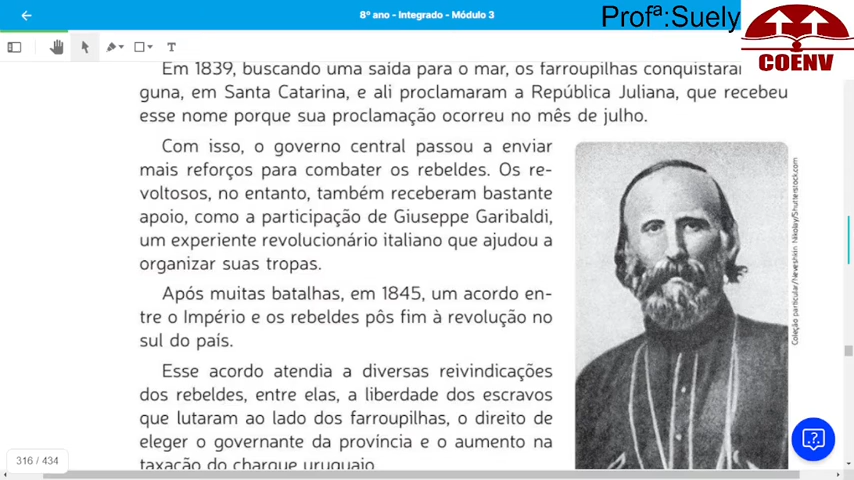 8º ano - Integrado - Módulo 3
Profª:Suely
COENV
Em 1839, buscando uma saída para o mar, os farroupilhas
guna, em Santa Catarina, e ali proclamaram a República Juliana, que recebeu
esse nome porque sua proclamação ocorreu no mês de julho.
Com isso, o governo central passou a enviar
mais reforços para combater os rebeldes. Os re-
voltosos, no entanto, também receberam bastante
apoio, como a participação de Giuseppe Garibaldi,
um experiente revolucionário italiano que ajudou a
organizar suas tropas.
Após muitas batalhas, em 1845, um acordo en-
tre o Império e os rebeldes pôs fim à revolução no
sul do país.
Esse acordo atendia a diversas reivindicações
dos rebeldes, entre elas, a liberdade dos escravos
que lutaram ao lado dos farroupilhas, o direito de
eleger o governante da província e o aumento na
taxação do charque uruguaio
Coleção particular/Neveshkin Nikolay/Shutterstock.com
316 / 434
T